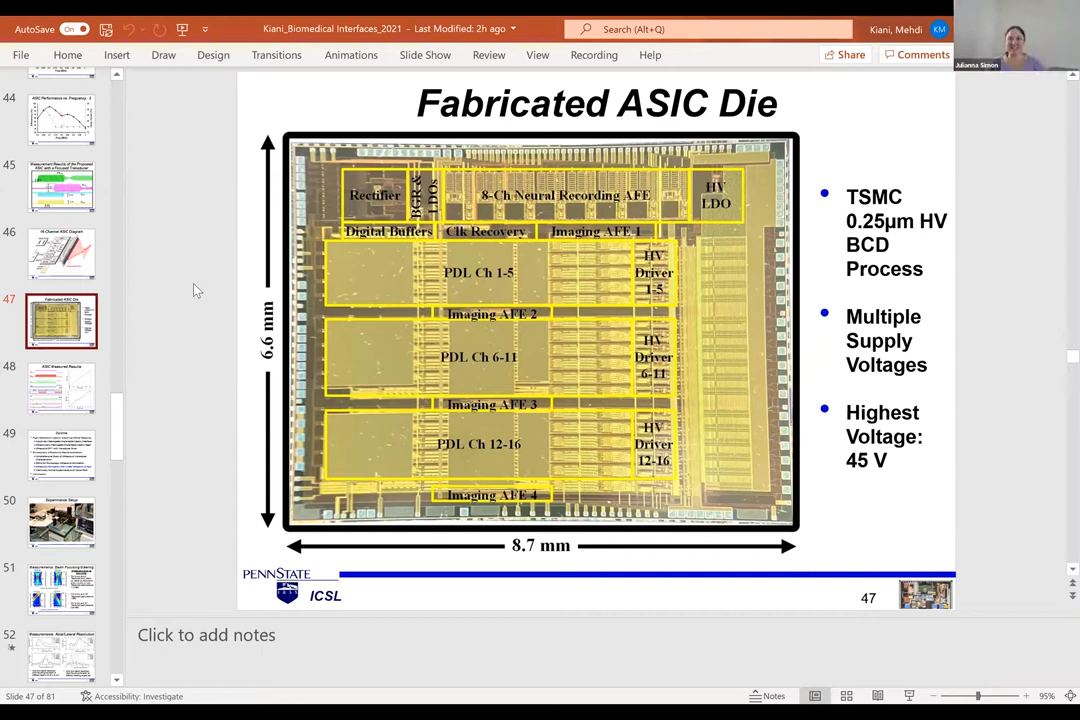 AutoSave On
Kiani_Biomedical Interfaces_2021 - Last Modified: 2h ago
Search (Alt+Q)
Kiani, Mehdi KM
Julianna Simon
File Home Insert Draw Design Transitions Animations Slide Show Review View Recording Help Share Comments
44
45
46
47
48
49
50
51
52
Fabricated ASIC Die
6.6 mm
8.7 mm
Rectifier
BGR & LDOs
8-Ch Neural Recording AFE
HV
LDO
Digital Buffers
Clk Recovery
Imaging AFE 1
PDL Ch 1-5
HV
Driver
1-5
Imaging AFE 2
PDL Ch 6-11
HV
Driver
6-11
Imaging AFE 3
PDL Ch 12-16
HV
Driver
12-16
Imaging AFE 4
• TSMC
0.25µm HV
BCD
Process
• Multiple
Supply
Voltages
• Highest
Voltage:
45 V
PENNSTATE
1855
ICSL
47
Click to add notes
Slide 47 of 81
Accessibility: Investigate
Notes
95%